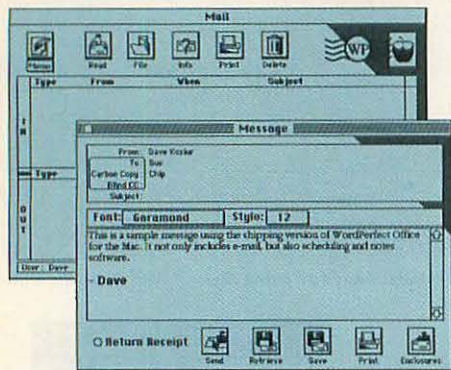 Mail
Read File Info Print Delete
WP
Type From When Subject
IN
Type
OUT
User: Dave
Message
From: Dave Kosiur
To: Sue
Carbon Copy: Chip
Blind CC:
Subject:
Font: Garamond Style: 12
This is a sample message using the shipping version of WordPerfect Office
for the Mac. It not only includes e-mail, but also scheduling and notes
software.
- Dave
Return Receipt
Send Retrieve Save Print Enclosures